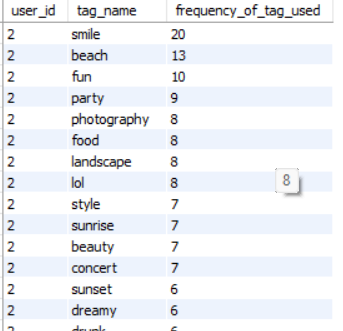 user_id tag_name frequency_of_tag_used
2 smile 20
2 beach 13
2 fun 10
2 party 9
2 photography 8
2 food 8
2 landscape 8
2 lol 8 8
2 style 7
2 sunrise 7
2 beauty 7
2 concert 7
2 sunset 6
2 dreamy 6
2 drunk 6